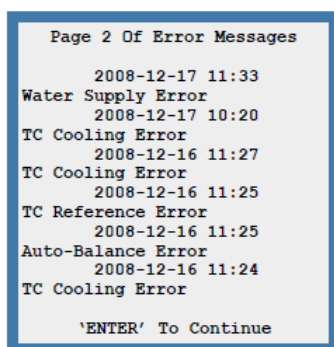 Page 2 Of Error Messages
2008-12-17 11:33
Water Supply Error
2008-12-17 10:20
TC Cooling Error
2008-12-16 11:27
TC Cooling Error
2008-12-16 11:25
TC Reference Error
2008-12-16 11:25
Auto-Balance Error
2008-12-16 11:24
TC Cooling Error
‘ENTER’ To Continue